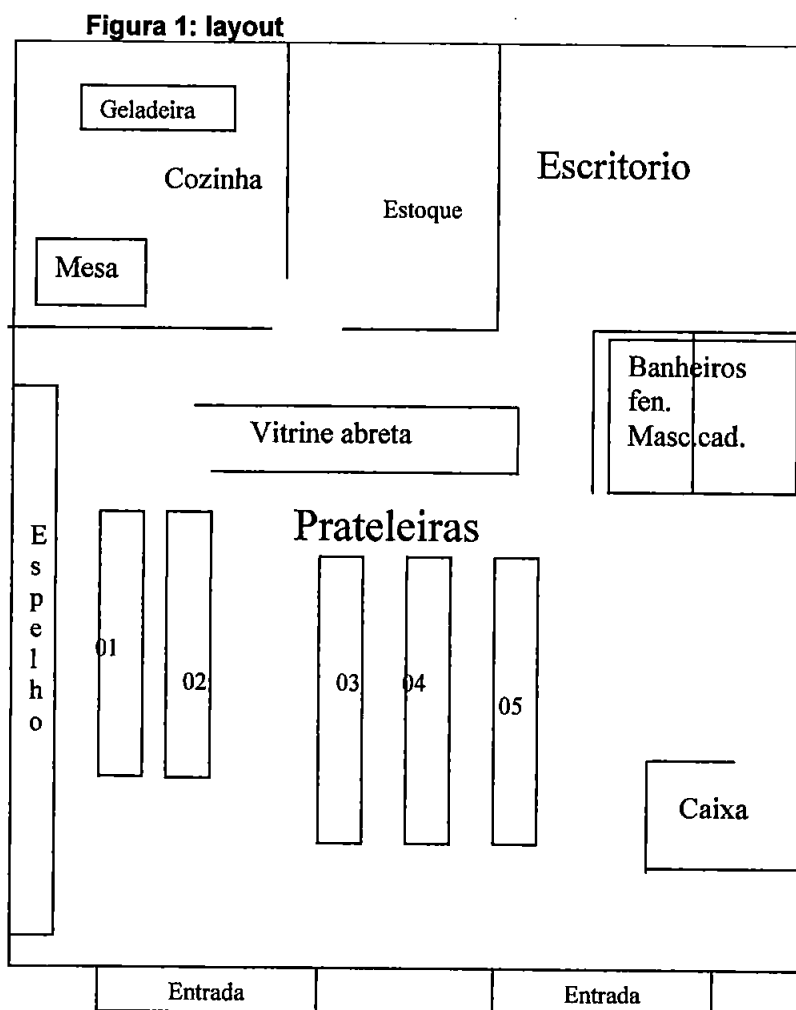 Figura 1: layout
Geladeira
Cozinha
Escritorio
Estoque
Mesa
Banheiros
fen.
Masc.cad.
Vitrine abreta
Prateleiras
Espelho
01
02
03
04
05
Caixa
Entrada
Entrada